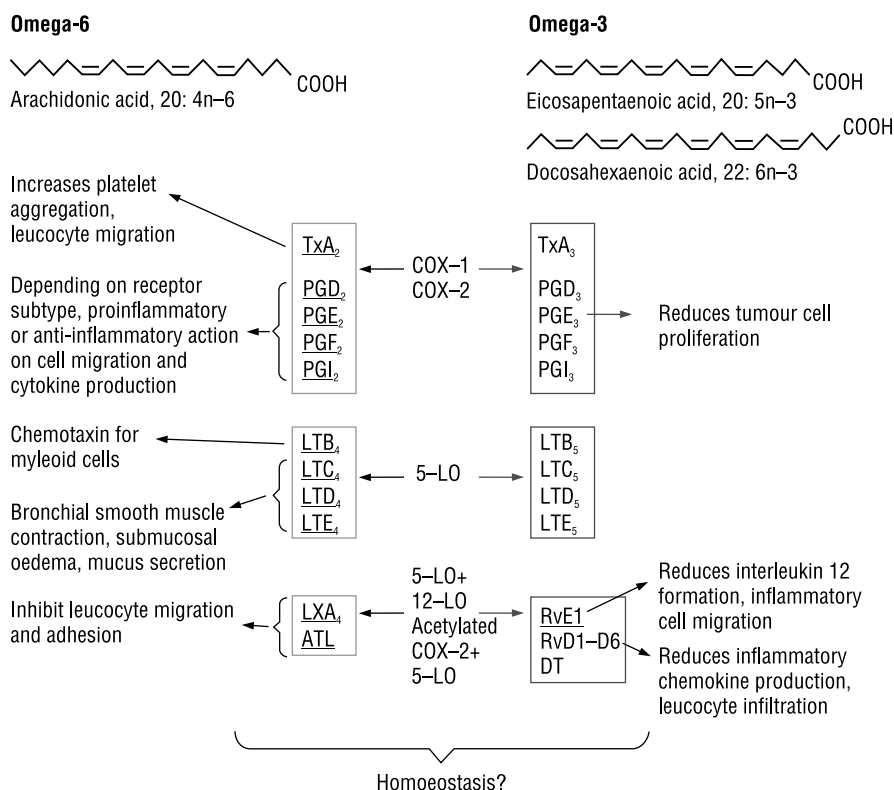 Omega-6
COOH
Arachidonic acid, 20: 4n–6
Omega-3
COOH
Eicosapentaenoic acid, 20: 5n–3
COOH
Docosahexaenoic acid, 22: 6n–3
Increases platelet
aggregation,
leucocyte migration
TxA₂
COX–1
COX–2
TxA₃
Depending on receptor
subtype, proinflammatory
or anti-inflammatory action
on cell migration and
cytokine production
PGD₂
PGE₂
PGF₂
PGI₂
PGD₃
PGE₃
PGF₃
PGI₃
Reduces tumour cell
proliferation
Chemotaxin for
myleoid cells
LTB₄
LTC₄
LTD₄
LTE₄
5–LO
LTB₅
LTC₅
LTD₅
LTE₅
Bronchial smooth muscle
contraction, submucosal
oedema, mucus secretion
Inhibit leucocyte migration
and adhesion
LXA₄
ATL
5–LO+
12–LO
Acetylated
COX–2+
5–LO
RvE1
RvD1–D6
DT
Reduces interleukin 12
formation, inflammatory
cell migration
Reduces inflammatory
chemokine production,
leucocyte infiltration
Homoeostasis?